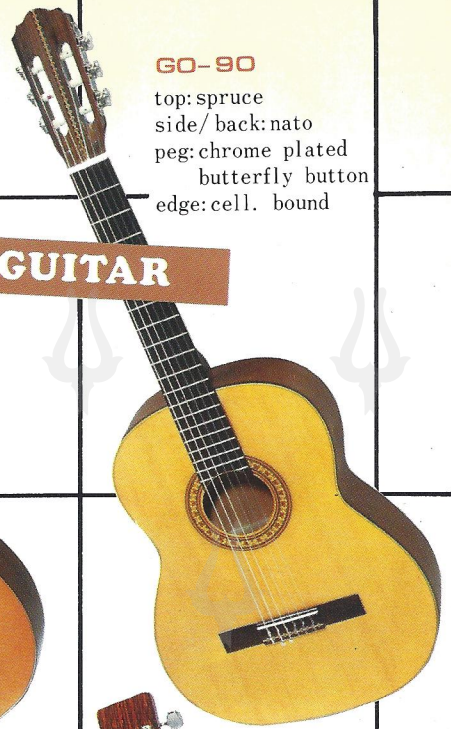 GO-90
top: spruce
side/back: nato
peg: chrome plated
butterfly button
edge: cell. bound
GUITAR